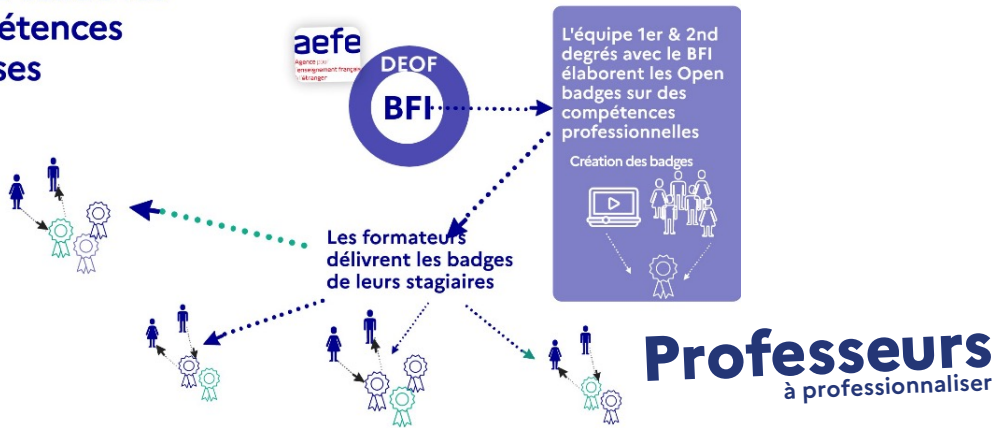 étences
ses
aefe
Agence pour
l'enseignement français
à l'étranger
DEOF
BFI
L'équipe 1er & 2nd
degrés avec le BFI
élaborent les Open
badges sur des
compétences
professionnelles
Création des badges
Les formateurs
délivrent les badges
de leurs stagiaires
Professeurs
à professionnaliser